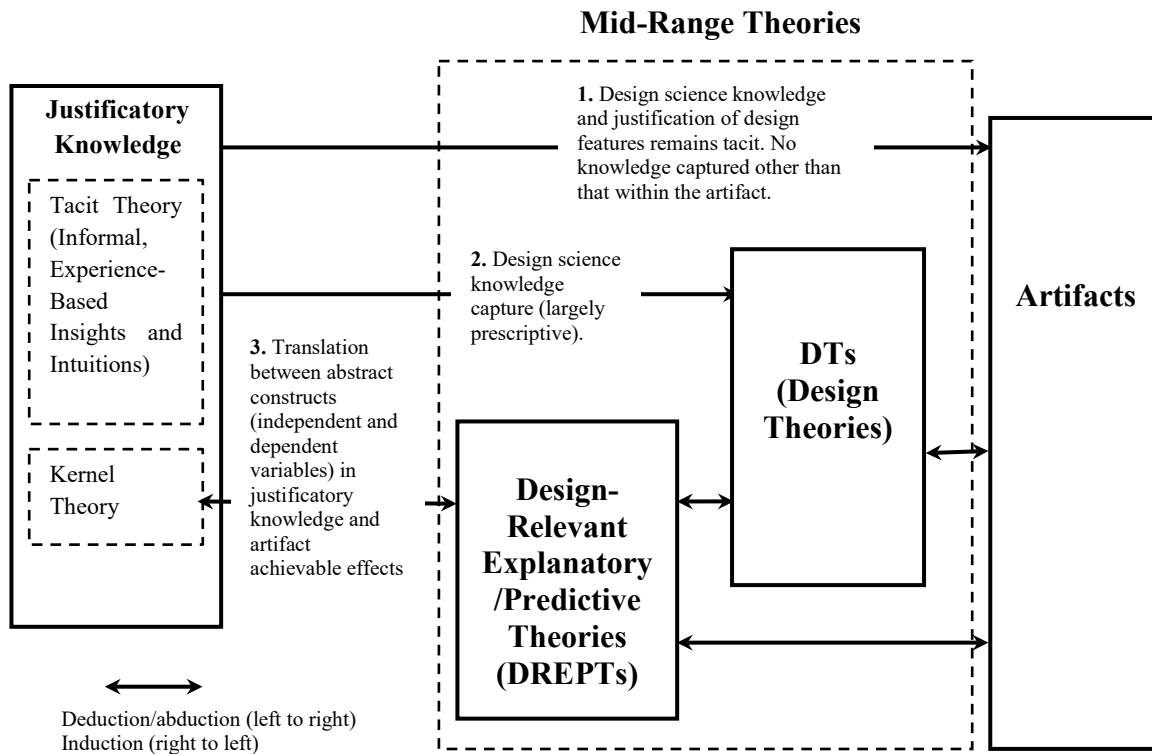 Mid-Range Theories
Justificatory
Knowledge
Tacit Theory
(Informal,
Experience-
Based
Insights and
Intuitions)
Kernel
Theory
1. Design science knowledge
and justification of design
features remains tacit. No
knowledge captured other than
that within the artifact.
2. Design science
knowledge
capture (largely
prescriptive).
3. Translation
between abstract
constructs
(independent and
dependent
variables) in
justificatory
knowledge and
artifact
achievable effects
Design-
Relevant
Explanatory
/Predictive
Theories
(DREPTs)
DTs
(Design
Theories)
Artifacts
Deduction/abduction (left to right)
Induction (right to left)